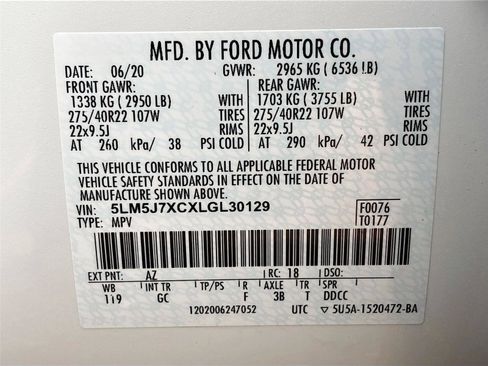 MFD. BY FORD MOTOR CO.
DATE: 06/20 GVWR: 2965 KG ( 6536 LB)
FRONT GAWR: REAR GAWR:
1338 KG ( 2950 LB) WITH 1703 KG ( 3755 LB) WITH
275/40R22 107W TIRES 275/40R22 107W TIRES
22x9.5J RIMS 22x9.5J RIMS
AT 260 kPa/ 38 PSI COLD AT 290 kPa/ 42 PSI COLD
THIS VEHICLE CONFORMS TO ALL APPLICABLE FEDERAL MOTOR
VEHICLE SAFETY STANDARDS IN EFFECT ON THE DATE OF
MANUFACTURE SHOWN ABOVE.
VIN: 5LM5J7XCXLGL30129 F0076
TYPE: MPV T0177
EXT PNT: AZ RC: 18 DSO:
WB INT TR TP/PS R AXLE TR SPR
119 GC F 3B T DDCC
1202006247052 UTC ▽ 5U5A-1520472-BA